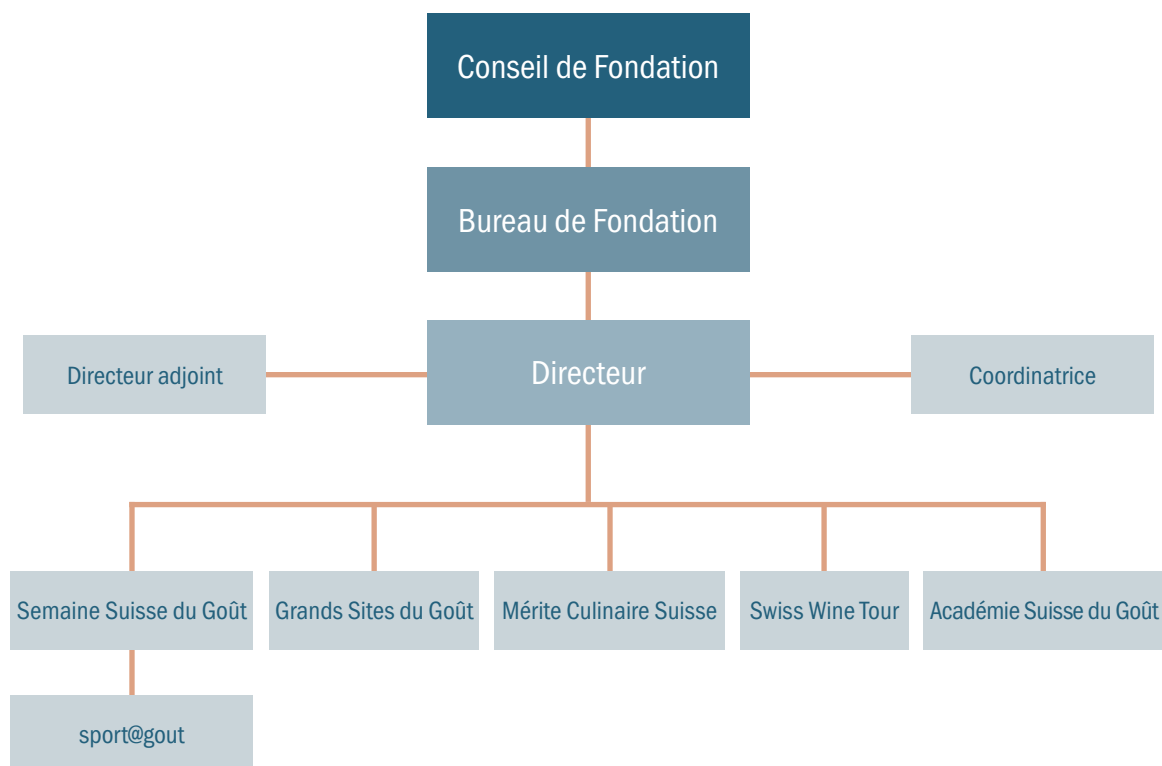 Conseil de Fondation
Bureau de Fondation
Directeur adjoint
Directeur
Coordinatrice
Semaine Suisse du Goût
Grands Sites du Goût
Mérite Culinaire Suisse
Swiss Wine Tour
Académie Suisse du Goût
sport@gout